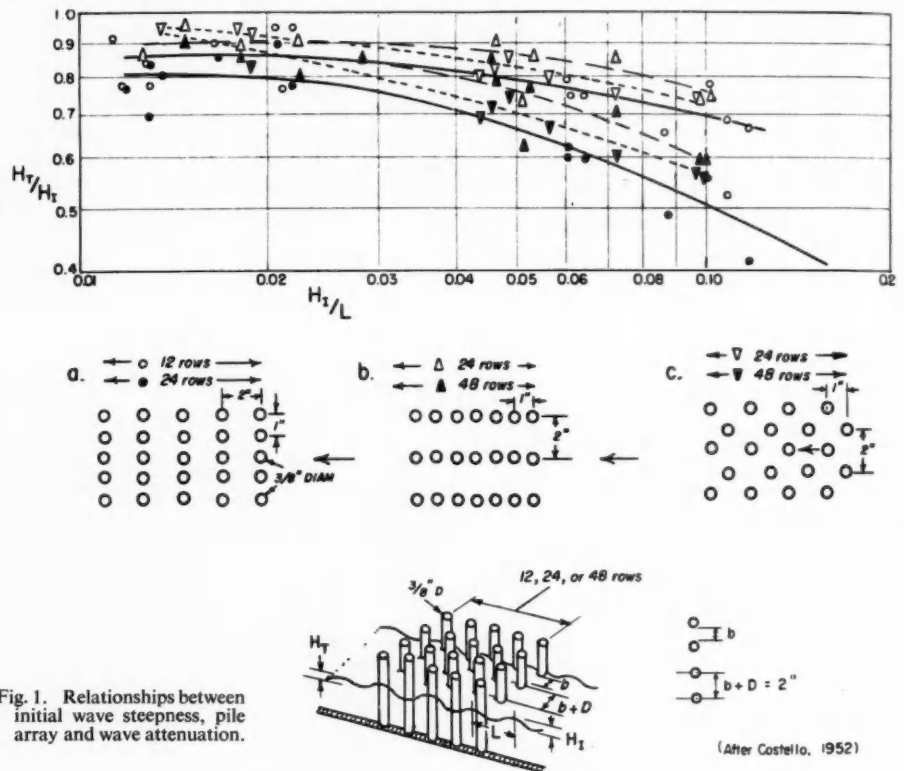 1.0
0.9
0.8
0.7
0.6
0.5
0.4
H_T/H_I
0.01
0.02
0.03
0.04
0.05
0.06
0.08
0.10
0.2
H_I/L
a.
12 rows
24 rows
2"
1"
3/8" DIAM
b.
24 rows
48 rows
1"
2"
c.
24 rows
48 rows
1"
2"
12, 24, or 48 rows
3/8" D
H_T
b
b+D
L
H_I
b
b + D = 2"
Fig. 1. Relationships between
initial wave steepness, pile
array and wave attenuation.
(After Costello, 1952)